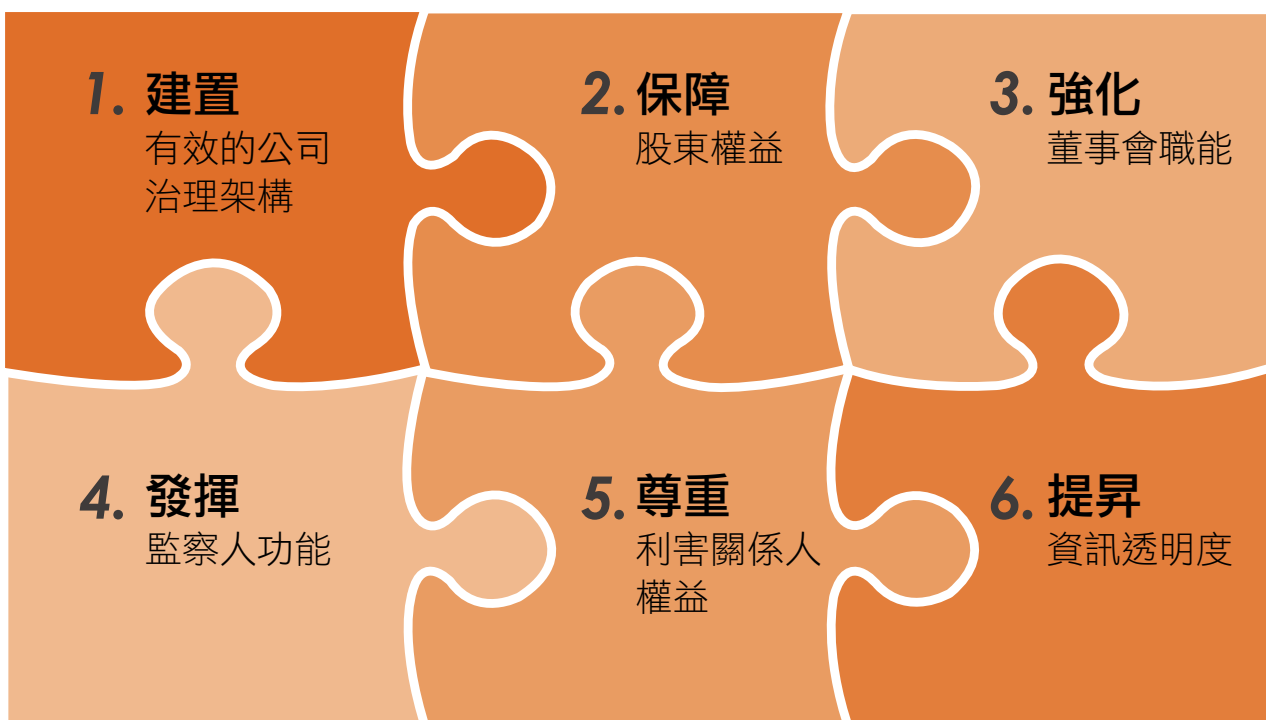 1. 建置
有效的公司
治理架構
2. 保障
股東權益
3. 強化
董事會職能
4. 發揮
監察人功能
5. 尊重
利害關係人
權益
6. 提昇
資訊透明度